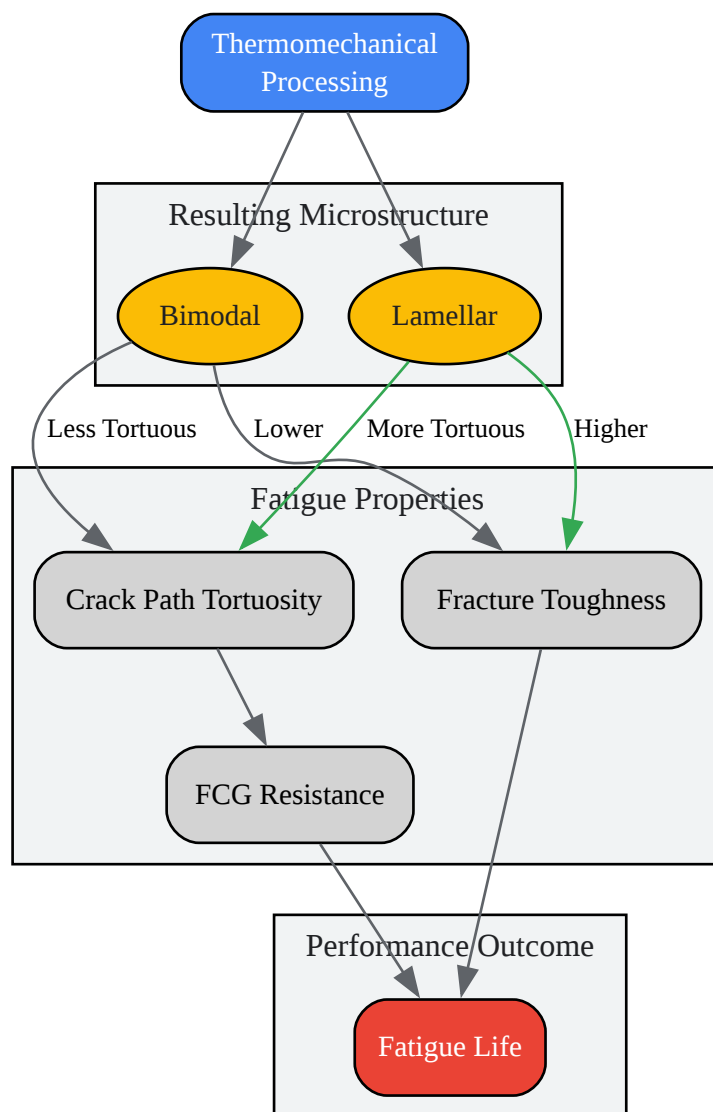 Thermomechanical
Processing
Resulting Microstructure
Bimodal
Lamellar
Less Tortuous
Lower
More Tortuous
Higher
Fatigue Properties
Crack Path Tortuosity
Fracture Toughness
FCG Resistance
Performance Outcome
Fatigue Life